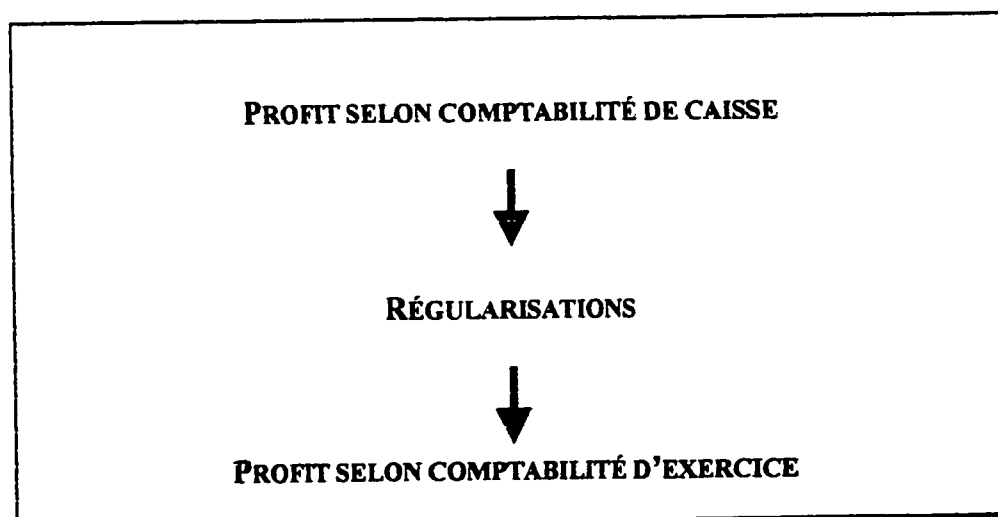 PROFIT SELON COMPTABILITÉ DE CAISSE
RÉGULARISATIONS
PROFIT SELON COMPTABILITÉ D'EXERCICE